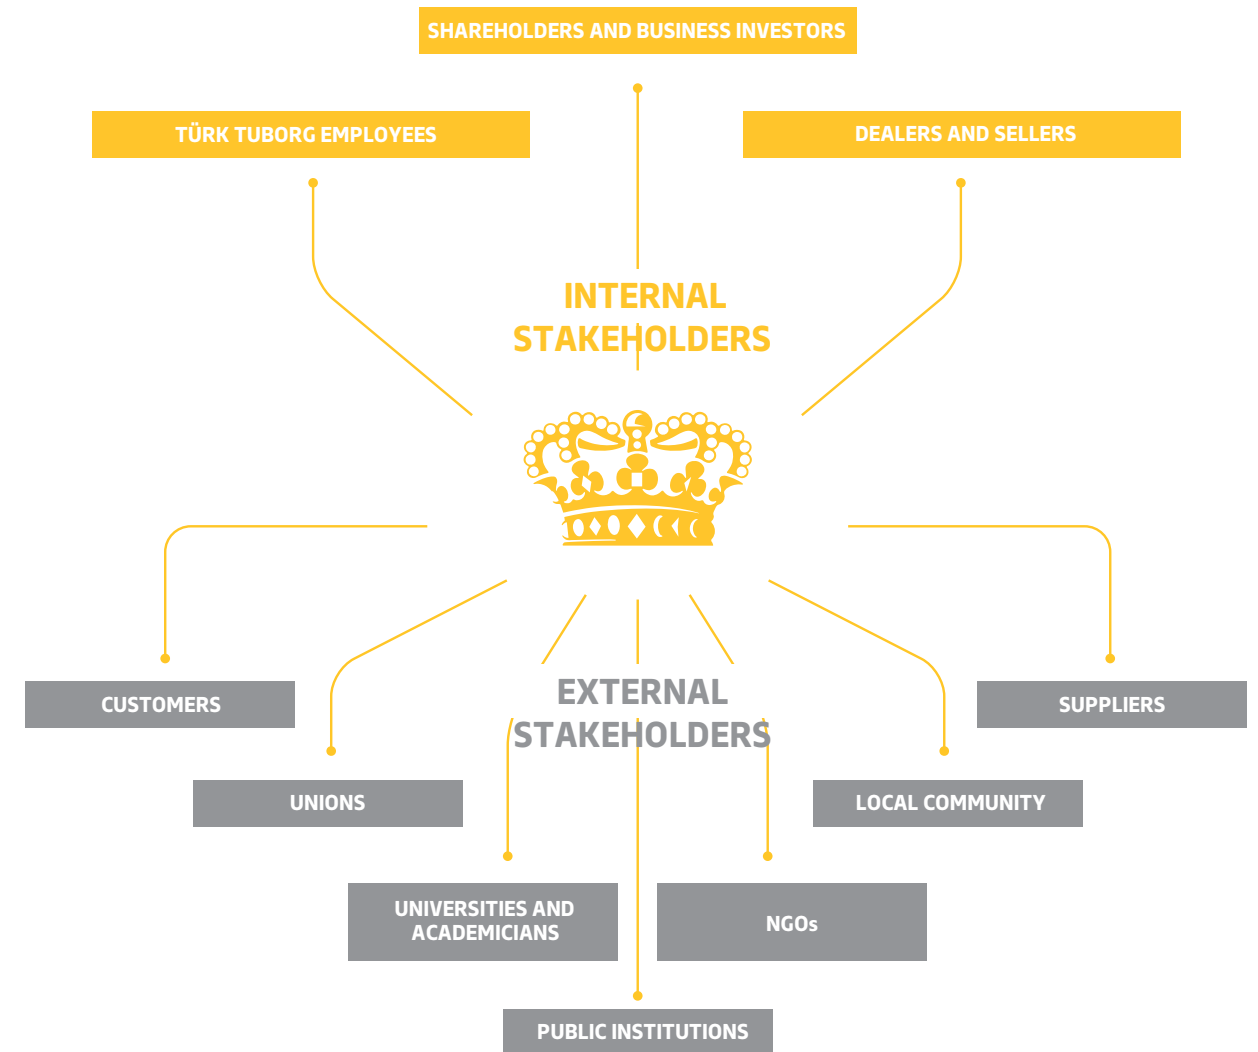 SHAREHOLDERS AND BUSINESS INVESTORS
TÜRK TUBORG EMPLOYEES
DEALERS AND SELLERS
INTERNAL
STAKEHOLDERS
EXTERNAL
STAKEHOLDERS
CUSTOMERS
SUPPLIERS
UNIONS
LOCAL COMMUNITY
UNIVERSITIES AND
ACADEMICIANS
NGOs
PUBLIC INSTITUTIONS